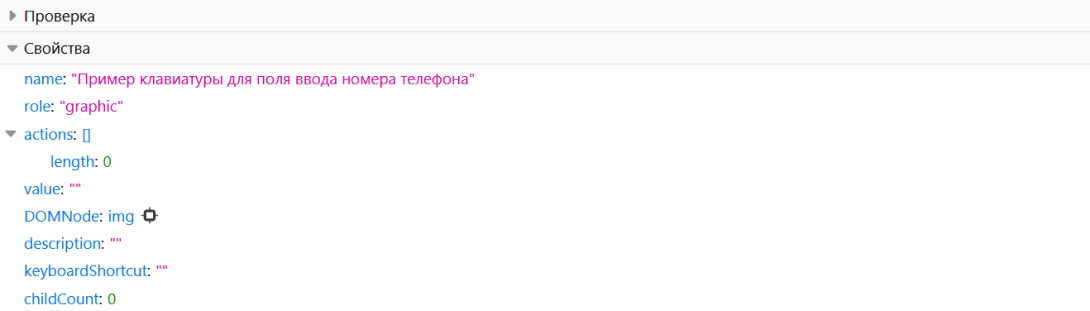 Проверка
Свойства
name: "Пример клавиатуры для поля ввода номера телефона"
role: "graphic"
actions: []
length: 0
value: ""
DOMNode: img
description: ""
keyboardShortcut: ""
childCount: 0